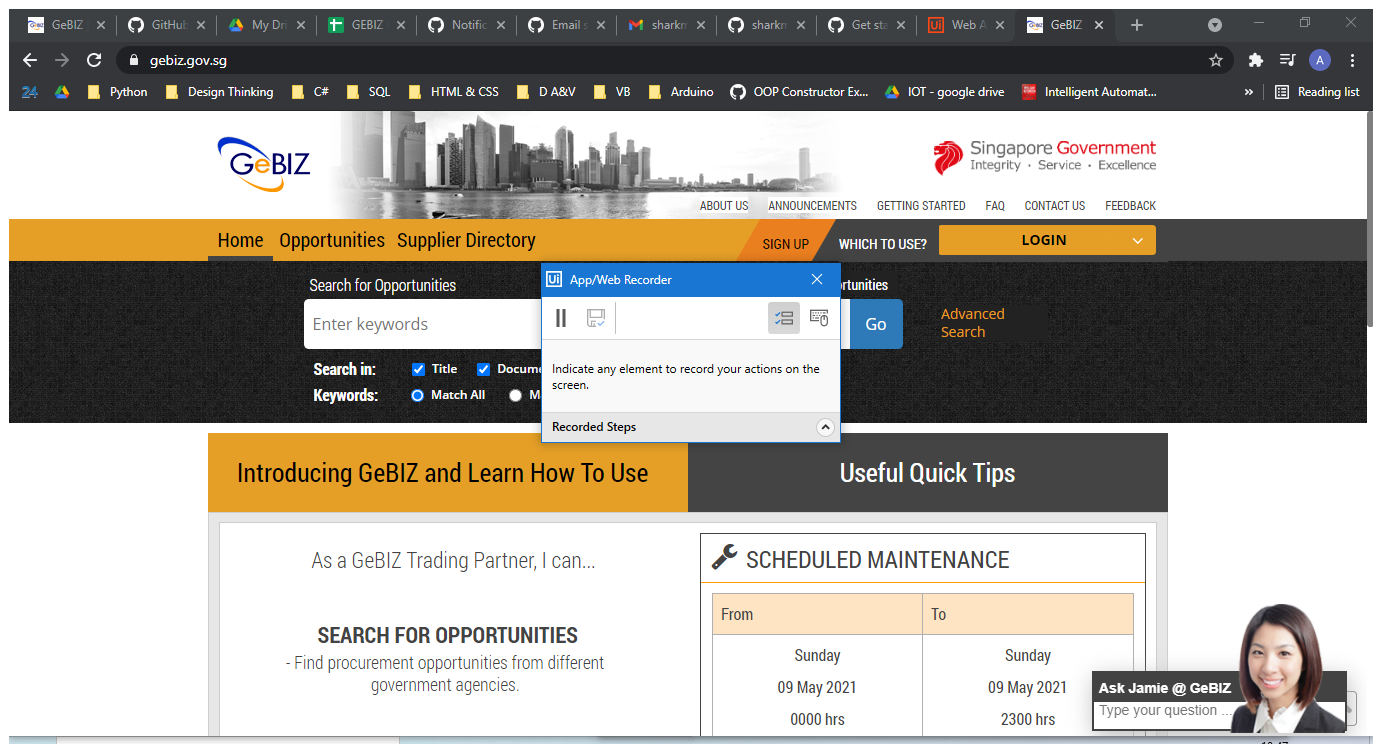 GeBIZ
GitHub
My Dri
GEBIZ
Notific
Email s
sharkm
sharkm
Get sta
Web A
GeBIZ
gebiz.gov.sg
A
24
Python
Design Thinking
C#
SQL
HTML & CSS
D A&V
VB
Arduino
OOP Constructor Ex...
IOT - google drive
Intelligent Automat...
»
Reading list
GeBIZ
Singapore Government
Integrity · Service · Excellence
ABOUT US
ANNOUNCEMENTS
GETTING STARTED
FAQ
CONTACT US
FEEDBACK
Home
Opportunities
Supplier Directory
SIGN UP
WHICH TO USE?
LOGIN
Search for Opportunities
rtunities
Enter keywords
Go
Advanced
Search
Search in:
Title
Docume
Keywords:
Match All
M
Ui App/Web Recorder
Indicate any element to record your actions on the
screen.
Recorded Steps
Introducing GeBIZ and Learn How To Use
Useful Quick Tips
As a GeBIZ Trading Partner, I can...
SEARCH FOR OPPORTUNITIES
- Find procurement opportunities from different
government agencies.
SCHEDULED MAINTENANCE
From
To
Sunday
Sunday
09 May 2021
09 May 2021
0000 hrs
2300 hrs
Ask Jamie @ GeBIZ
Type your question ...